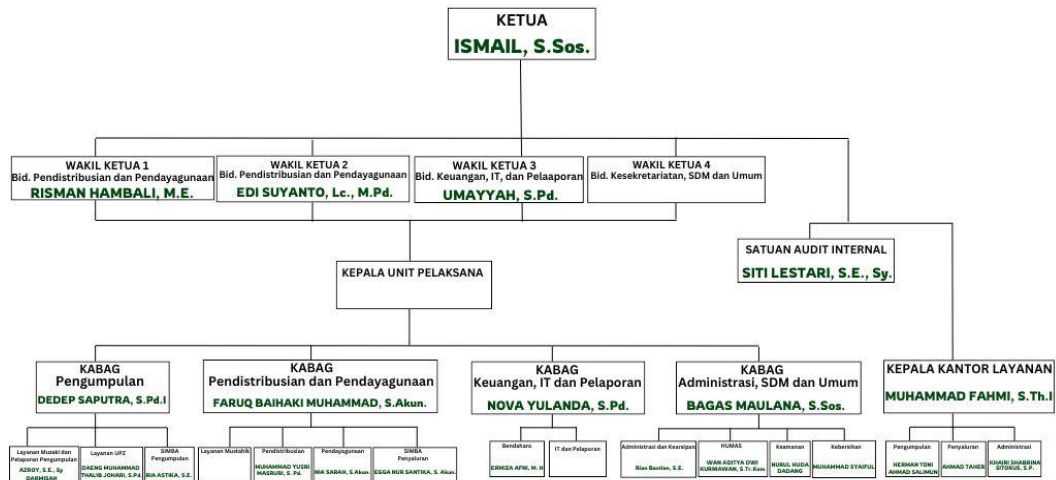 KETUA
ISMAIL, S.Sos.
WAKIL KETUA 1
Bid. Pendistribusian dan Pendayagunaan
RISMAN HAMBALI, M.E.
WAKIL KETUA 2
Bid. Pendistribusian dan Pendayagunaan
EDI SUYANTO, Lc., M.Pd.
WAKIL KETUA 3
Bid. Keuangan, IT, dan Pelaaporan
UMAYYAH, S.Pd.
WAKIL KETUA 4
Bid. Kesekretariatan, SDM dan Umum
SATUAN AUDIT INTERNAL
SITI LESTARI, S.E., Sy.
KEPALA UNIT PELAKSANA
KABAG
Pengumpulan
DEDEP SAPUTRA, S.Pd.I
KABAG
Pendistribusian dan Pendayagunaan
FARUQ BAIHAKI MUHAMMAD, S.Akun.
KABAG
Keuangan, IT dan Pelaporan
NOVA YULANDA, S.Pd.
KABAG
Administrasi, SDM dan Umum
BAGAS MAULANA, S.Sos.
KEPALA KANTOR LAYANAN
MUHAMMAD FAHMI, S.Th.I
Layanan Muzaki dan
Pelaporan Pengumpulan
AZROY, S.E., Sy
DARMISAH
Layanan UPZ
DAENG MUHAMMAD
THALIB JOHARI, S.Pd.
SIMBA
Pengumpulan
RIA ASTIKA, S.E.
Layanan Mustahik
Pendistribusian
MUHAMMAD YUSRI
MASRURI, S. Pd.
Pendayagunaan
NIA SARAH, S.Akun.
SIMBA
Penyaluran
EGGA NUR SANTIKA, S. Akun.
Bendahara
ERMIZA AFNI, M. H
IT dan Pelaporan
Administrasi dan Kearsipan
Rian Bastian, S.E.
HUMAS
WAN ADITYA DWI
KURNIAWAN, S.Tr.Kom
Keamanan
NURUL HUDA
DADANG
Kebersihan
MUHAMMAD SYAIFUL
Pengumpulan
HERMAN TONI
AHMAD SALIMUN
Penyaluran
AHMAD TAHER
Administrasi
KHAIRI SHABRINA
SITORUS, S.P.